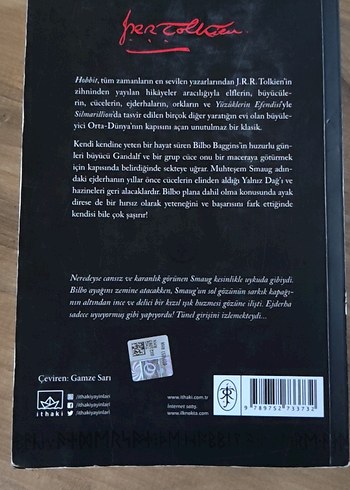 J.R.R. Tolkien
Hobbit, tüm zamanların en sevilen yazarlarından J.R.R. Tolkien'in
zihninden yayılan hikâyeler aracılığıyla elflerin, büyücüle-
rin, cücelerin, ejderhaların, orkların ve Yüzüklerin Efendisi'yle
Silmarillion'da tasvir edilen birçok diğer yaratığın evi olan büyüle-
yici Orta-Dünya'nın kapısını açan unutulmaz bir klasik.
Kendi kendine yeten bir hayat süren Bilbo Baggins'in huzurlu gün-
leri büyücü Gandalf ve bir grup cüce onu bir maceraya götürmek
için kapısında belirdiğinde sekteye uğrar. Muhteşem Smaug adın-
daki ejderhanın yıllar önce cücelerin elinden aldığı Yalnız Dağ'ı ve
hazineleri geri alacaklardır. Bilbo plana dahil olma konusunda ayak
direse de bir hırsız olarak yeteneğini ve başarısını fark ettiğinde
kendisi bile çok şaşırır!
Neredeyse cansız ve karanlık görünen Smaug kesinlikle uykuda gibiydi.
Bilbo ayağını zemine atacakken, Smaug'un sol gözünün sarkık kapağı-
nın altından ince ve delici bir kızıl ışık huzmesi gözüne ilişti. Ejderha
sadece uyuyormuş gibi yapıyordu! Tünel girişini izlemekteydi...
Çeviren: Gamze Sarı
ithaki
/ithakiyayinlari
/ithakiyayinlari
/ithakiyayinlari
www.ithaki.com.tr
Internet satış
www.ilknokta.com
9 789752 733732